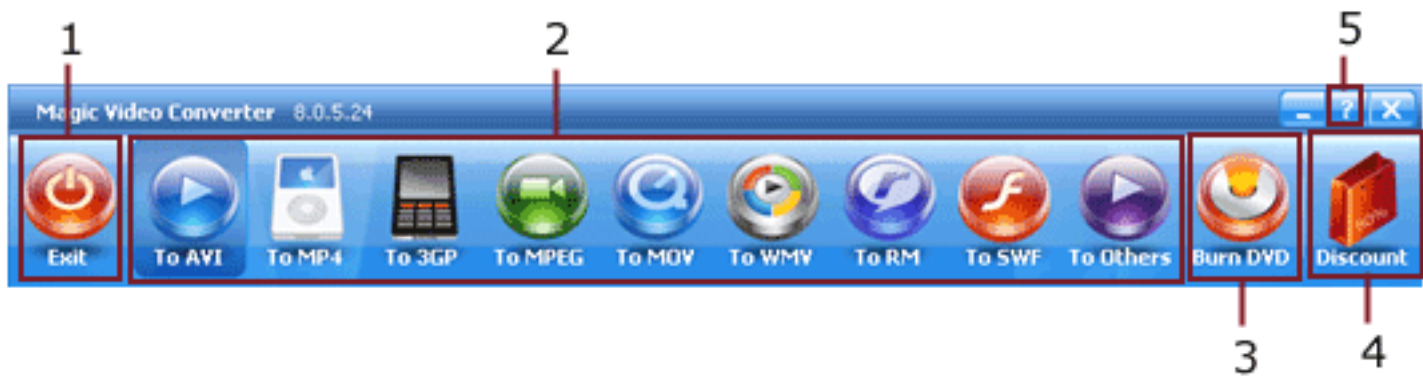 1 2 5
Magic Video Converter 8.0.5.24 ?
80%
Exit To AVI To MP4 To 3GP To MPEG To MOV To WMV To RM To SWF To Others Burn DVD Discount
3 4